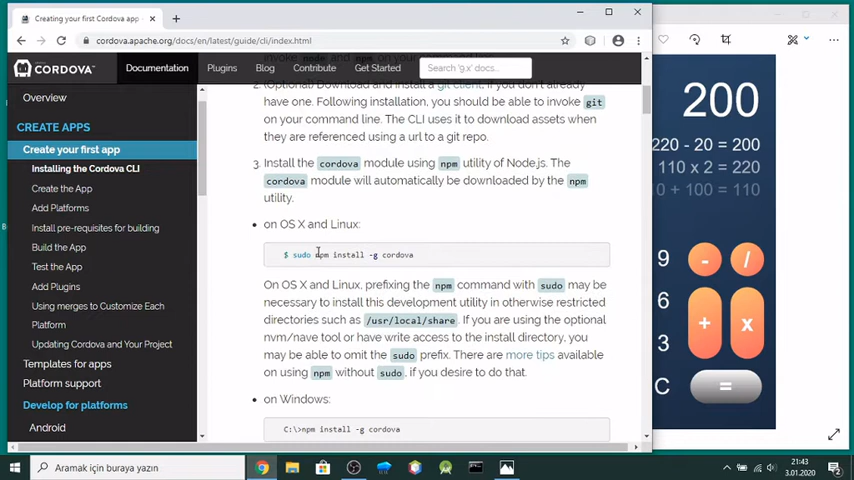 Creating your first Cordova app
cordova.apache.org/docs/en/latest/guide/cli/index.html
CORDOVA™
Documentation
Plugins
Blog
Contribute
Get Started
Search '9.x' docs...
Overview
CREATE APPS
Create your first app
Installing the Cordova CLI
Create the App
Add Platforms
Install pre-requisites for building
Build the App
Test the App
Add Plugins
Using merges to Customize Each
Platform
Updating Cordova and Your Project
Templates for apps
Platform support
Develop for platforms
Android
invoke node and npm on your command line.
2. (Optional) Download and install a git client, if you don't already
have one. Following installation, you should be able to invoke git
on your command line. The CLI uses it to download assets when
they are referenced using a url to a git repo.
3. Install the cordova module using npm utility of Node.js. The
cordova module will automatically be downloaded by the npm
utility.
• on OS X and Linux:
$ sudo npm install -g cordova
On OS X and Linux, prefixing the npm command with sudo may be
necessary to install this development utility in otherwise restricted
directories such as /usr/local/share. If you are using the optional
nvm/nave tool or have write access to the install directory, you
may be able to omit the sudo prefix. There are more tips available
on using npm without sudo, if you desire to do that.
• on Windows:
C:\>npm install -g cordova
200
220 - 20 = 200
110 x 2 = 220
10 + 100 = 110
9 - /
6
3 + x
C =
Aramak için buraya yazın
21:43
3.01.2020
2